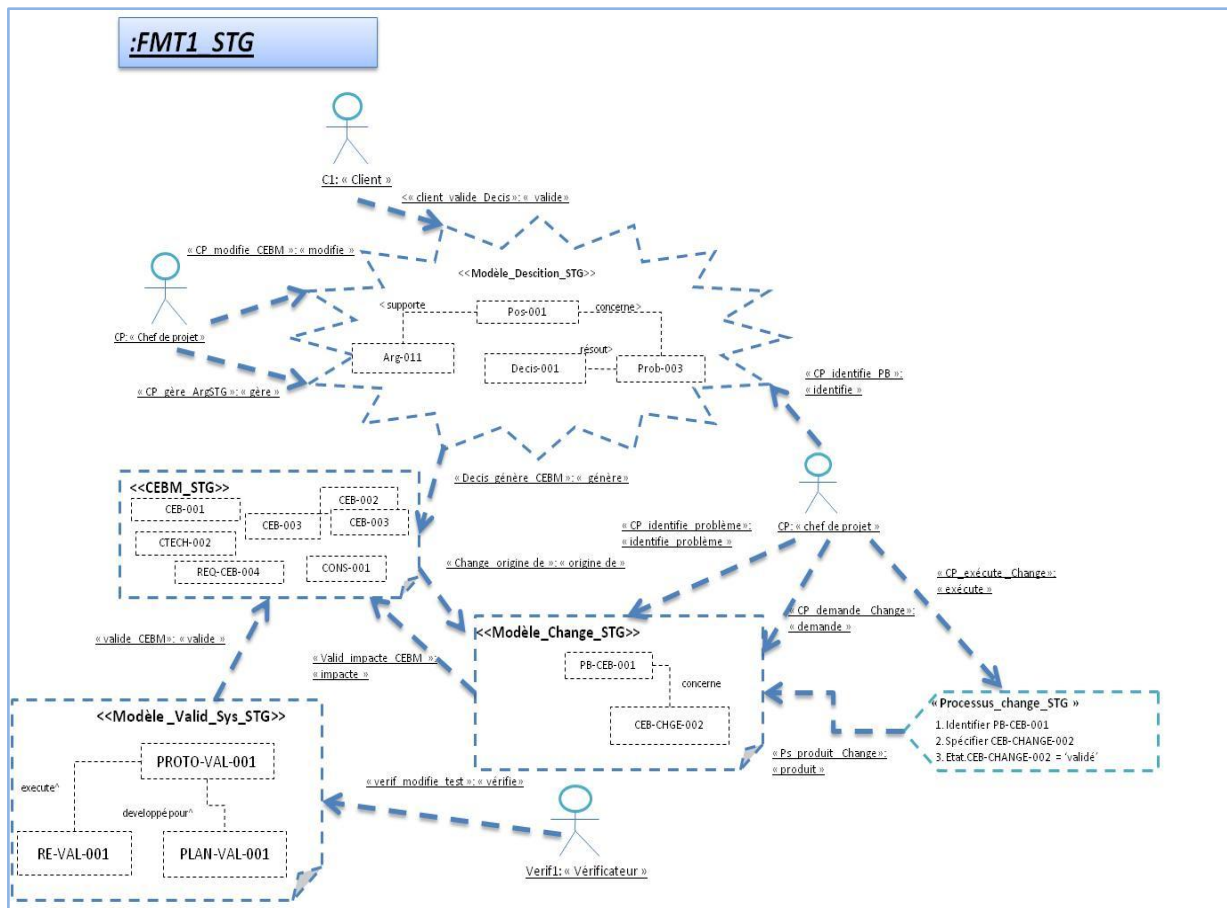 :FMT1_STG
C1: « Client »
<« client_valide_Decis »: « valide»
« CP_modifie_CEBM »: « modifie »
<<Modèle_Descition_STG>>
< supporte
Pos-001
concerne >
CP: « Chef de projet »
Arg-011
résout>
Decis-001
Prob-003
« CP_gère_ArgSTG »: « gère »
« CP_identifie_PB »:
« identifie »
« Decis_génère_CEBM »: « génère»
<<CEBM_STG>>
CEB-001
CEB-002
CEB-003
CEB-003
CTECH-002
REQ-CEB-004
CONS-001
CP: « chef de projet »
« CP_identifie_problème»:
« identifie_problème »
« Change_origine de »: « origine de »
« CP_exécute_Change»:
« exécute »
« CP_demande_Change»:
« demande »
« valide_CEBM»: « valide »
« Valid_impacte_CEBM »:
« impacte »
<<Modèle_Change_STG>>
PB-CEB-001
concerne
CEB-CHGE-002
« Processus_change_STG »
1. Identifier PB-CEB-001
2. Spécifier CEB-CHANGE-002
3. Etat.CEB-CHANGE-002 = ‘validé’
« Ps_produit_Change»:
« produit »
<<Modèle _Valid_Sys_STG>>
PROTO-VAL-001
execute^
developpé pour^
RE-VAL-001
PLAN-VAL-001
« verif_modifie_test »: « vérifie»
Verif1: « Vérificateur »